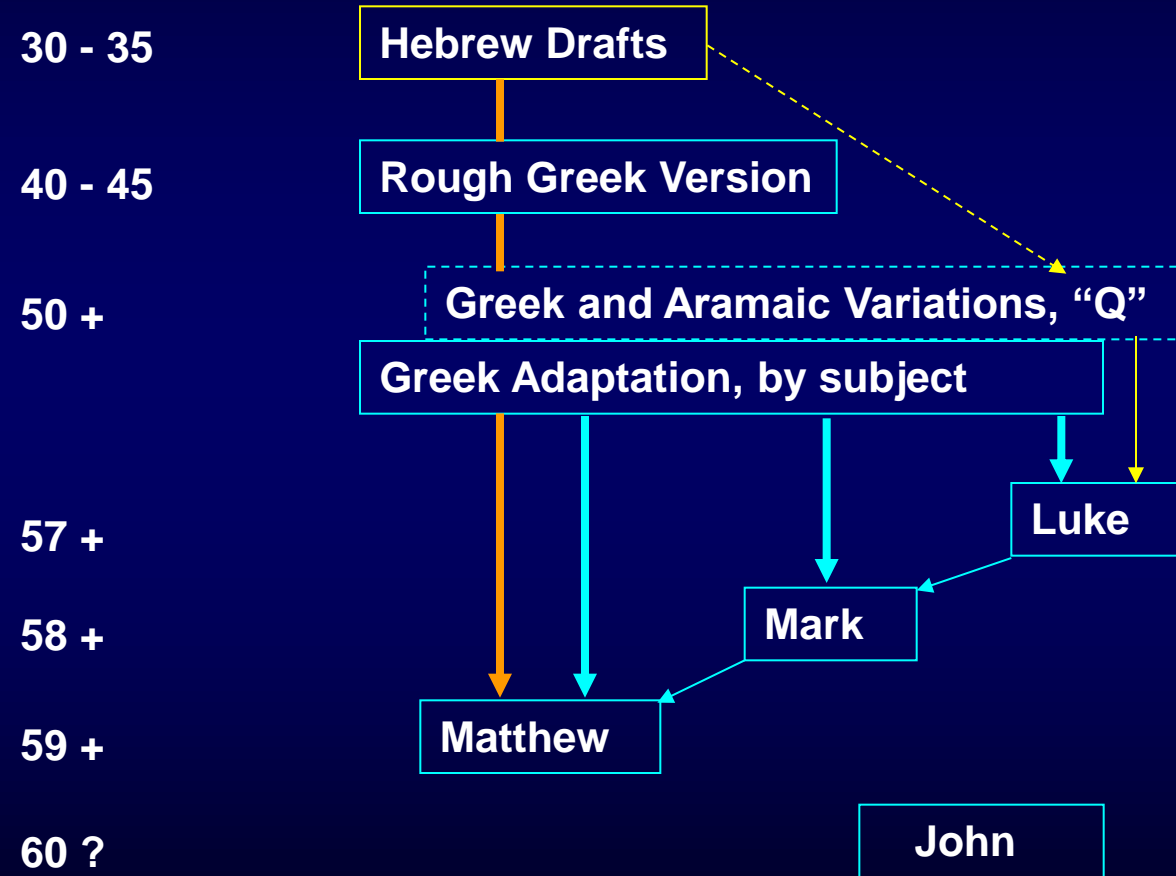 30 - 35
Hebrew Drafts
40 - 45
Rough Greek Version
50 +
Greek and Aramaic Variations, “Q”
Greek Adaptation, by subject
57 +
Luke
58 +
Mark
59 +
Matthew
60 ?
John